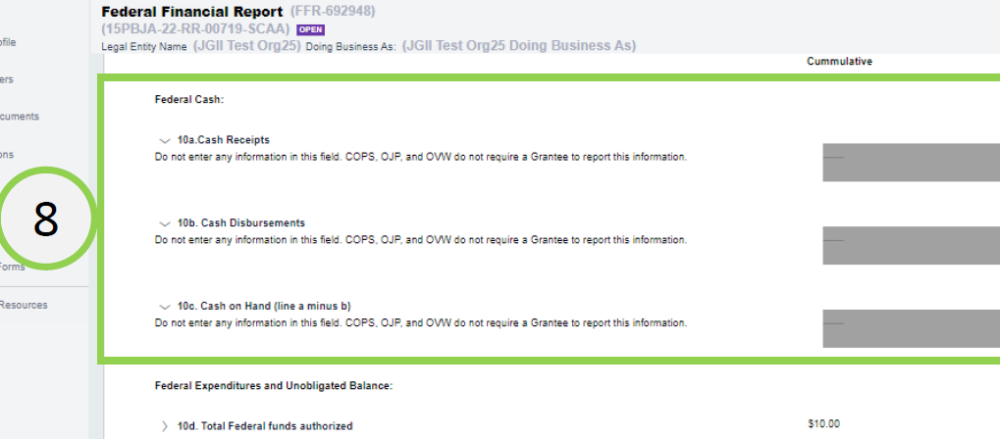 Federal Financial Report (FFR-692948)
(15PBJA-22-RR-00719-SCAA) OPEN
Legal Entity Name (JGII Test Org25) Doing Business As: (JGII Test Org25 Doing Business As)
ofile
ers
cuments
ons
8
Forms
Resources
Cummulative
Federal Cash:
10a.Cash Receipts
Do not enter any information in this field. COPS, OJP, and OVW do not require a Grantee to report this information.
10b. Cash Disbursements
Do not enter any information in this field. COPS, OJP, and OVW do not require a Grantee to report this information.
10c. Cash on Hand (line a minus b)
Do not enter any information in this field. COPS, OJP, and OVW do not require a Grantee to report this information.
Federal Expenditures and Unobligated Balance:
10d. Total Federal funds authorized $10.00